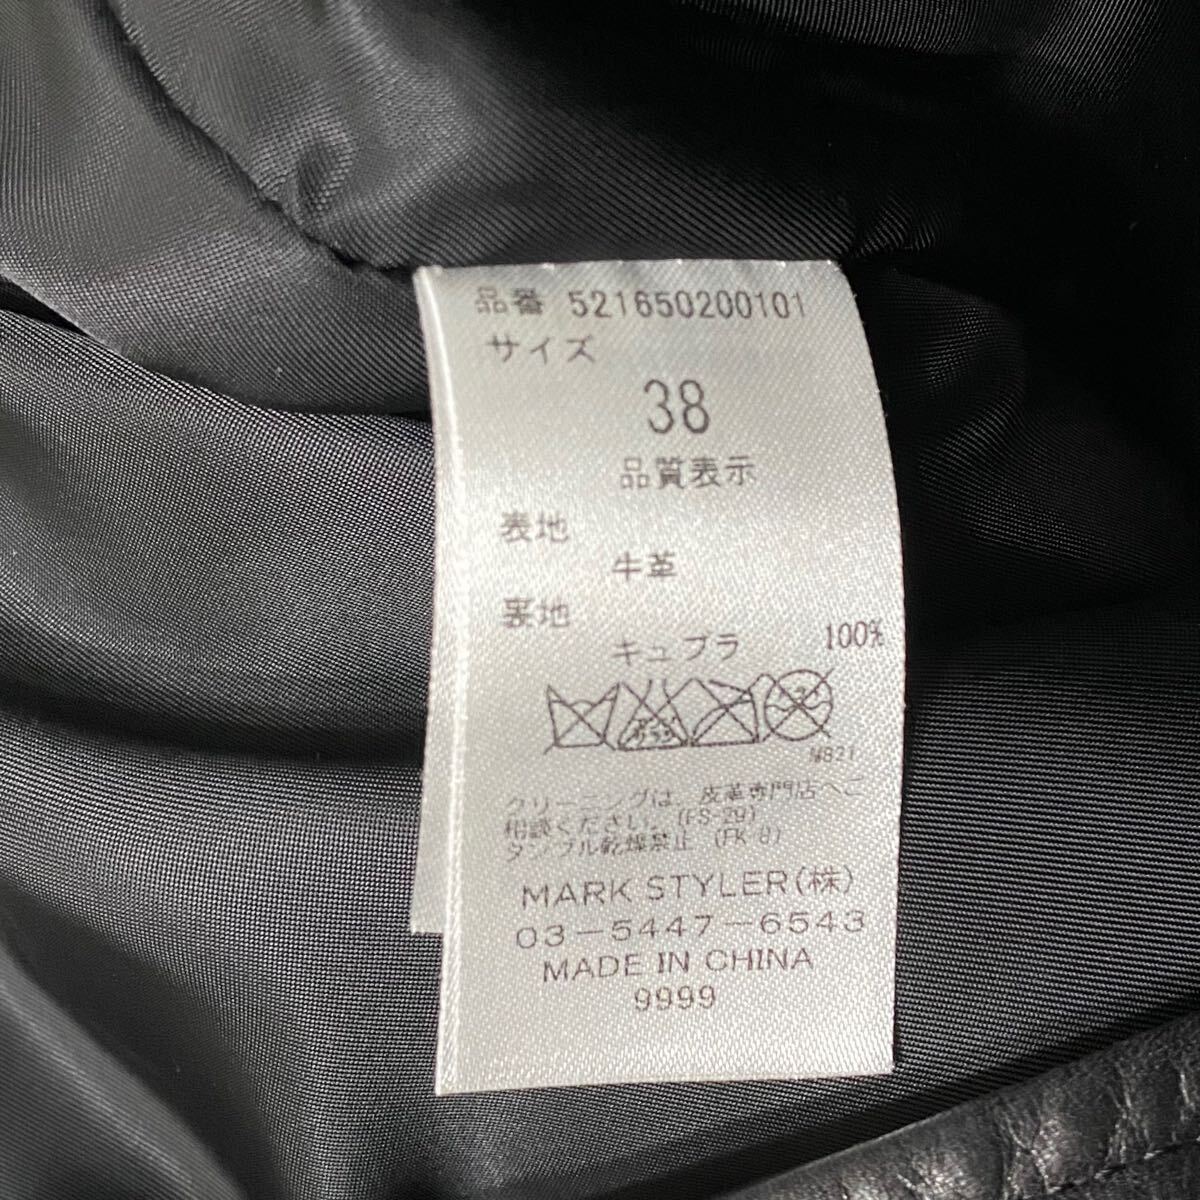 品番 521650200101
サイズ
38
品質表示
表地
牛革
裏地
キュプラ 100%
W821
クリーニングは、皮革専門店へご
相談ください。(FS-29)
タンブル乾燥禁止 (FK-8)
MARK STYLER(株)
03-5447-6543
MADE IN CHINA
9999